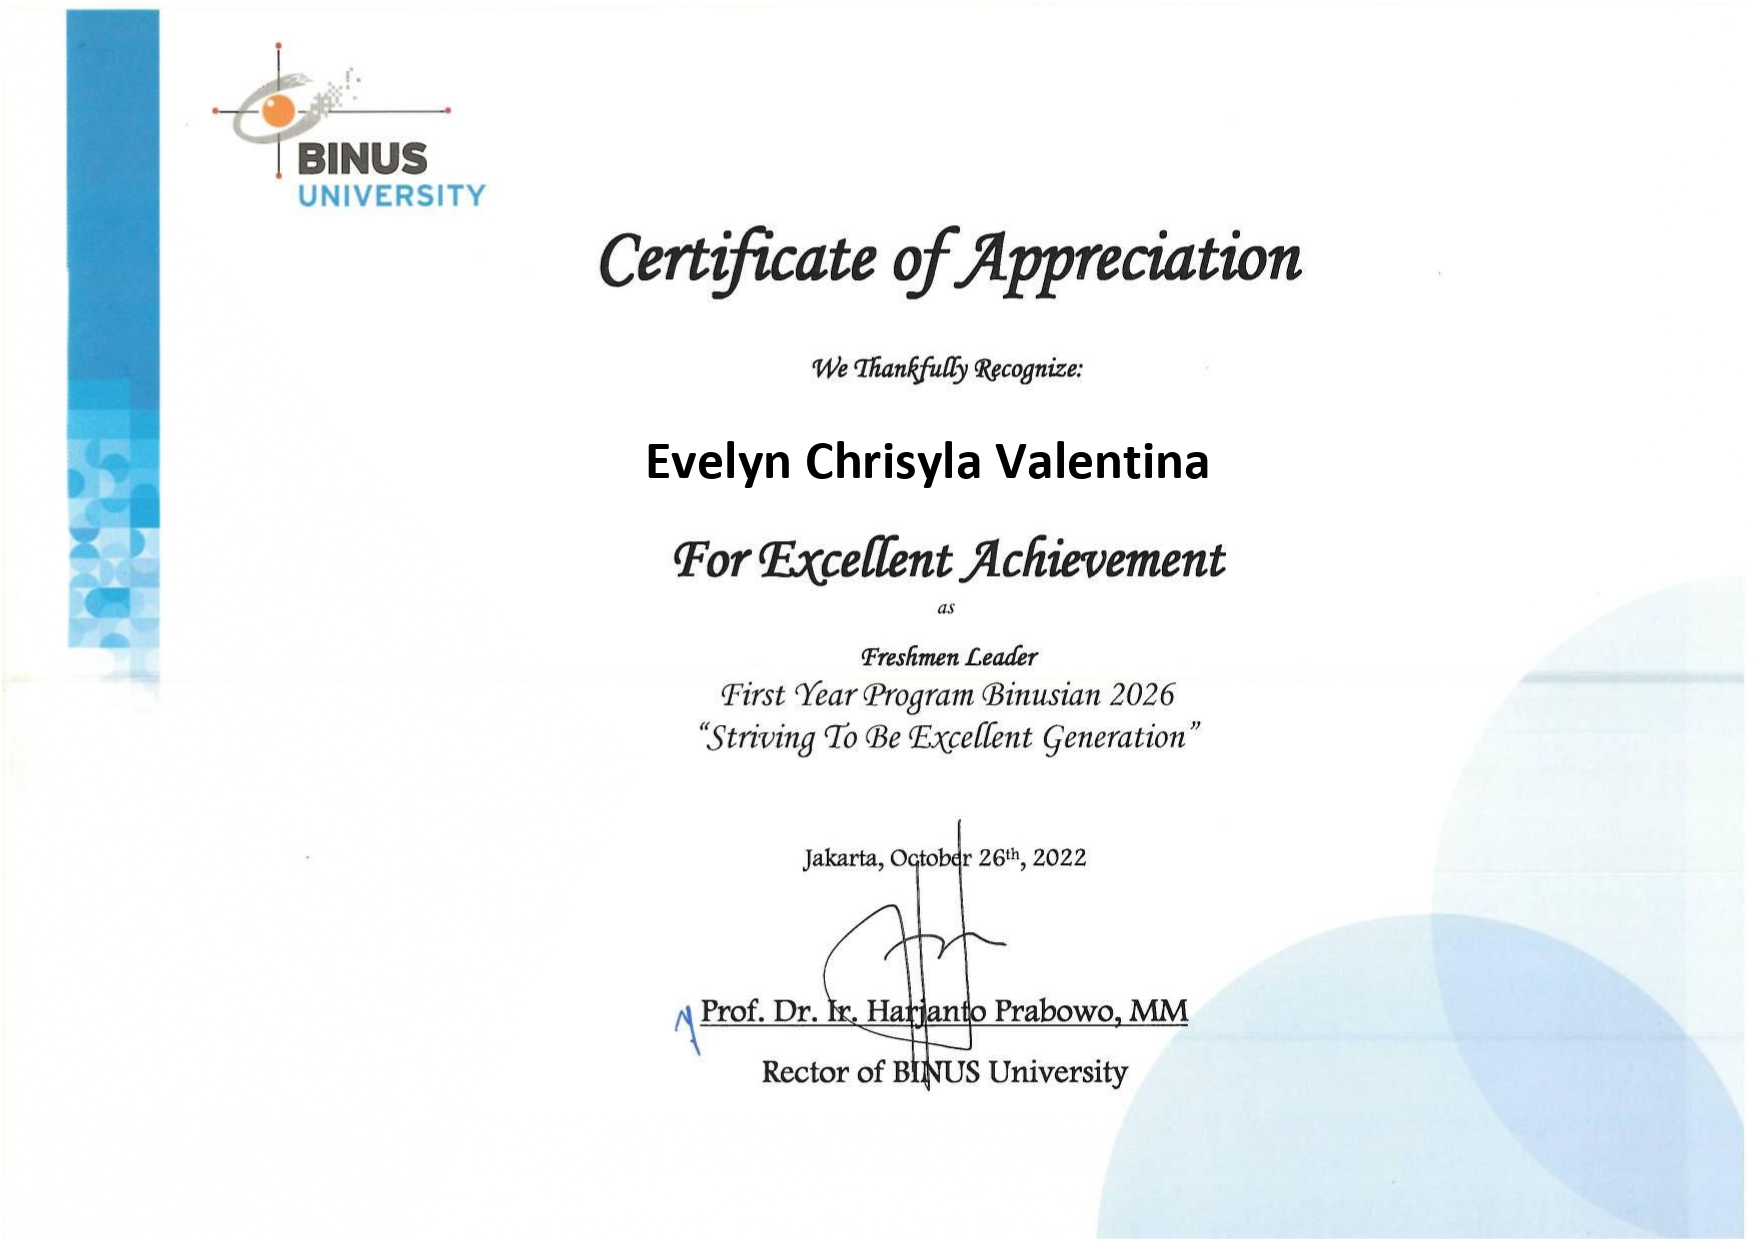 BINUS
UNIVERSITY
Certificate of Appreciation
We Thankfully Recognize:
Evelyn Chrisyla Valentina
For Excellent Achievement
as
Freshmen Leader
First Year Program Binusian 2026
“Striving To Be Excellent Generation”
Jakarta, October 26th, 2022
Prof. Dr. Ir. Harjanto Prabowo, MM
Rector of BINUS University